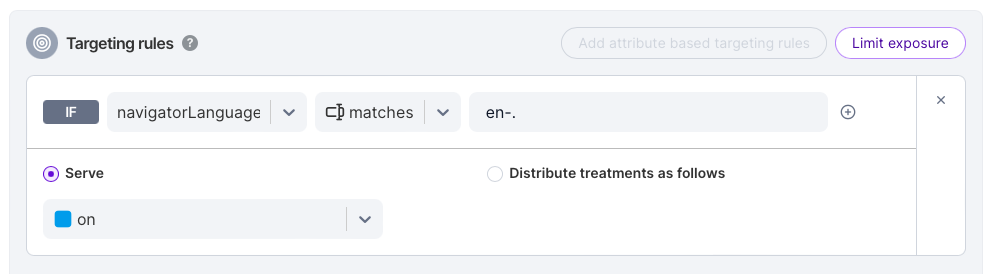 Targeting rules ?
Add attribute based targeting rules
Limit exposure
IF navigatorLanguage matches en-.
Serve
Distribute treatments as follows
on